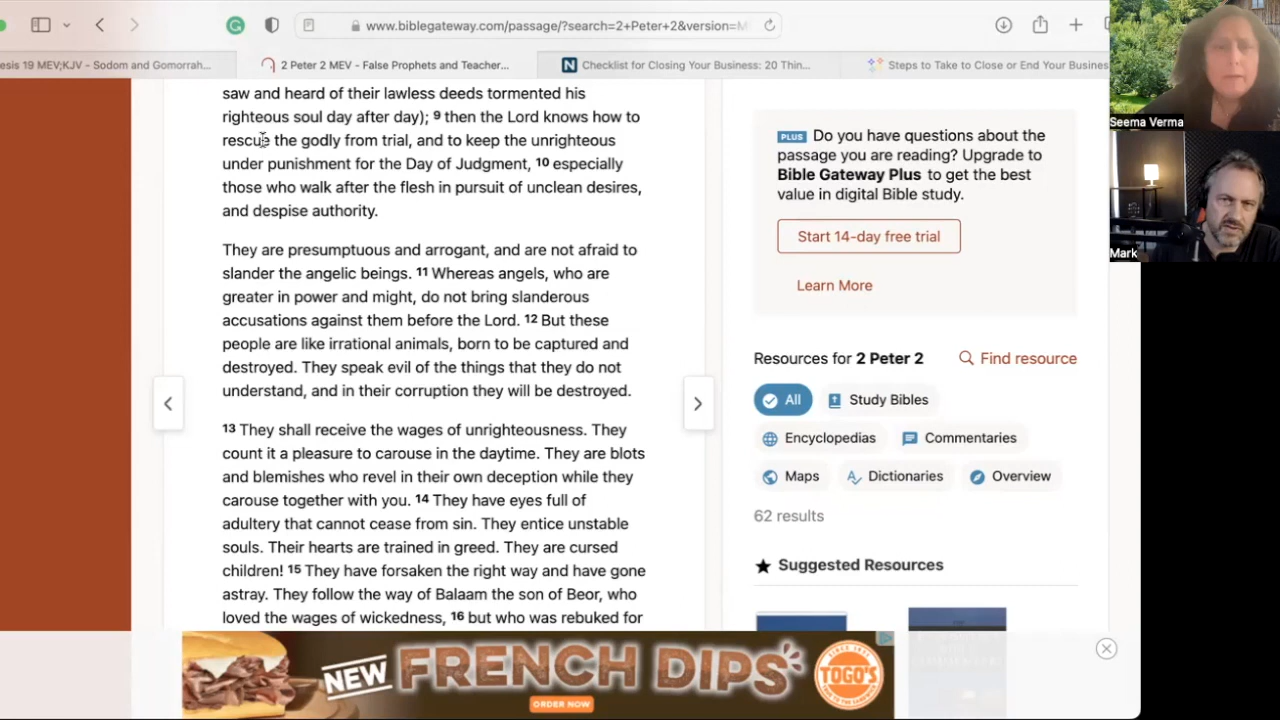 www.biblegateway.com/passage/?search=2+Peter+2&version=M
esis 19 MEV;KJV - Sodom and Gomorrah...
2 Peter 2 MEV - False Prophets and Teacher...
Checklist for Closing Your Business: 20 Thin...
Steps to Take to Close or End Your Busines
saw and heard of their lawless deeds tormented his
righteous soul day after day); 9 then the Lord knows how to
rescue the godly from trial, and to keep the unrighteous
under punishment for the Day of Judgment, 10 especially
those who walk after the flesh in pursuit of unclean desires,
and despise authority.
They are presumptuous and arrogant, and are not afraid to
slander the angelic beings. 11 Whereas angels, who are
greater in power and might, do not bring slanderous
accusations against them before the Lord. 12 But these
people are like irrational animals, born to be captured and
destroyed. They speak evil of the things that they do not
understand, and in their corruption they will be destroyed.
13 They shall receive the wages of unrighteousness. They
count it a pleasure to carouse in the daytime. They are blots
and blemishes who revel in their own deception while they
carouse together with you. 14 They have eyes full of
adultery that cannot cease from sin. They entice unstable
souls. Their hearts are trained in greed. They are cursed
children! 15 They have forsaken the right way and have gone
astray. They follow the way of Balaam the son of Beor, who
loved the wages of wickedness, 16 but who was rebuked for
PLUS Do you have questions about the
passage you are reading? Upgrade to
Bible Gateway Plus to get the best
value in digital Bible study.
Start 14-day free trial
Learn More
Resources for 2 Peter 2
Find resource
All
Study Bibles
Encyclopedias
Commentaries
Maps
Dictionaries
Overview
62 results
Suggested Resources
NEW FRENCH DIPS
ORDER NOW
TOGO'S
Seema Verma
Mark